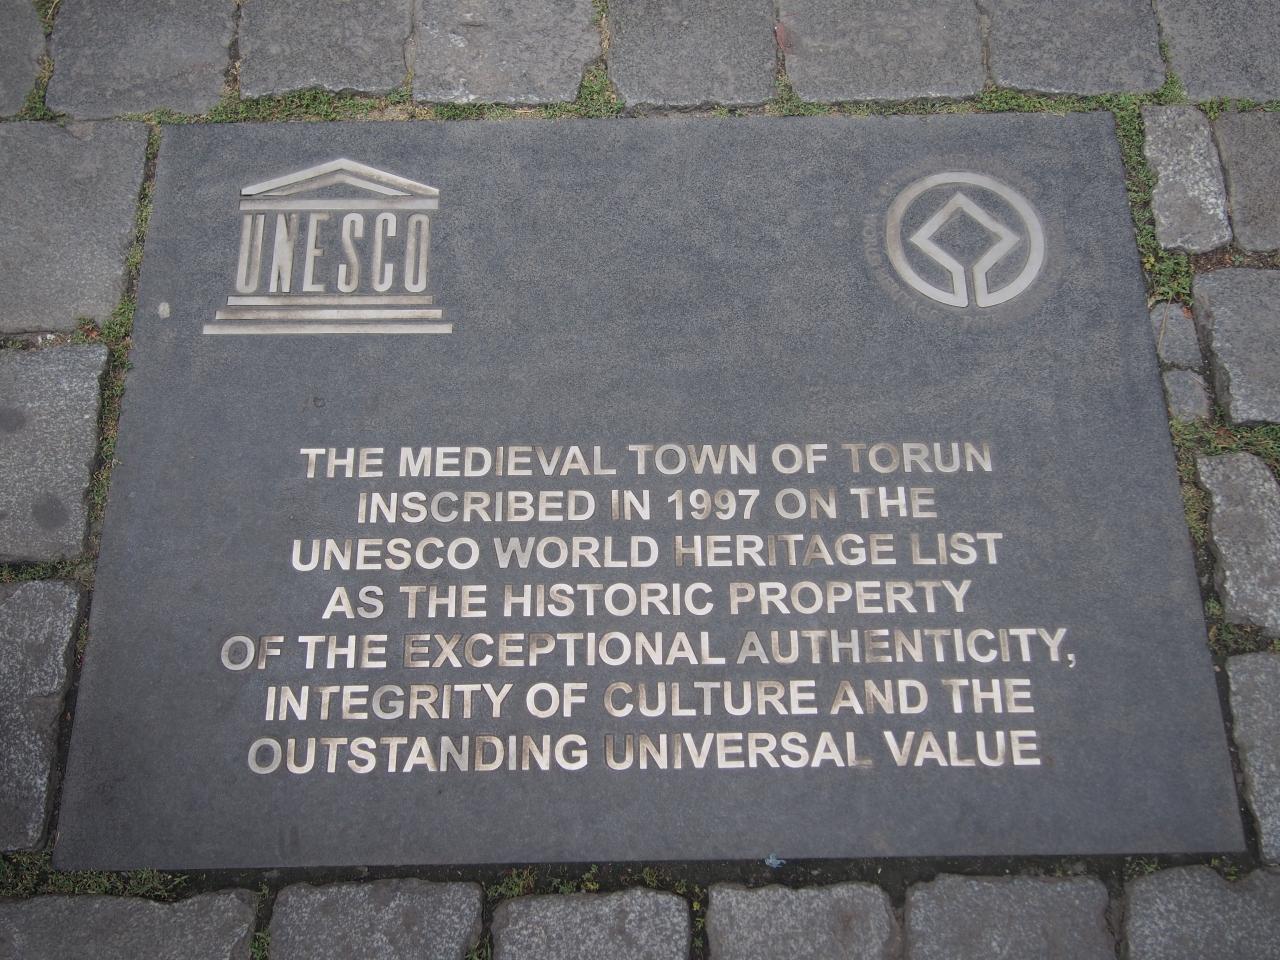 UNESCO
THE MEDIEVAL TOWN OF TORUN
INSCRIBED IN 1997 ON THE
UNESCO WORLD HERITAGE LIST
AS THE HISTORIC PROPERTY
OF THE EXCEPTIONAL AUTHENTICITY,
INTEGRITY OF CULTURE AND THE
OUTSTANDING UNIVERSAL VALUE